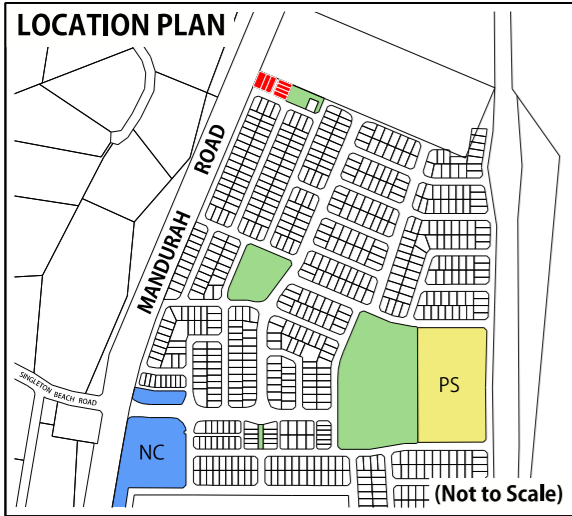 LOCATION PLAN
MANDURAH ROAD
SINGLETON BEACH ROAD
PS
NC
(Not to Scale)